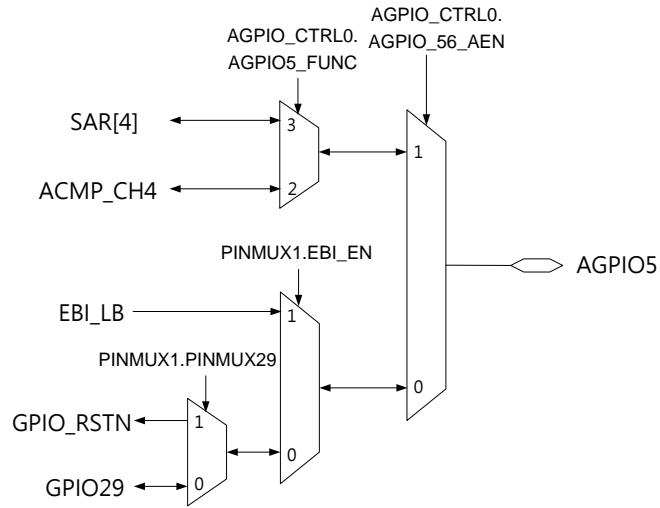 AGPIO_CTRL0.
AGPIO_56_AEN
AGPIO_CTRL0.
AGPIO5_FUNC
SAR[4]
3
1
ACMP_CH4
2
AGPIO5
PINMUX1.EBI_EN
EBI_LB
1
PINMUX1.PINMUX29
0
GPIO_RSTN
1
0
GPIO29
0